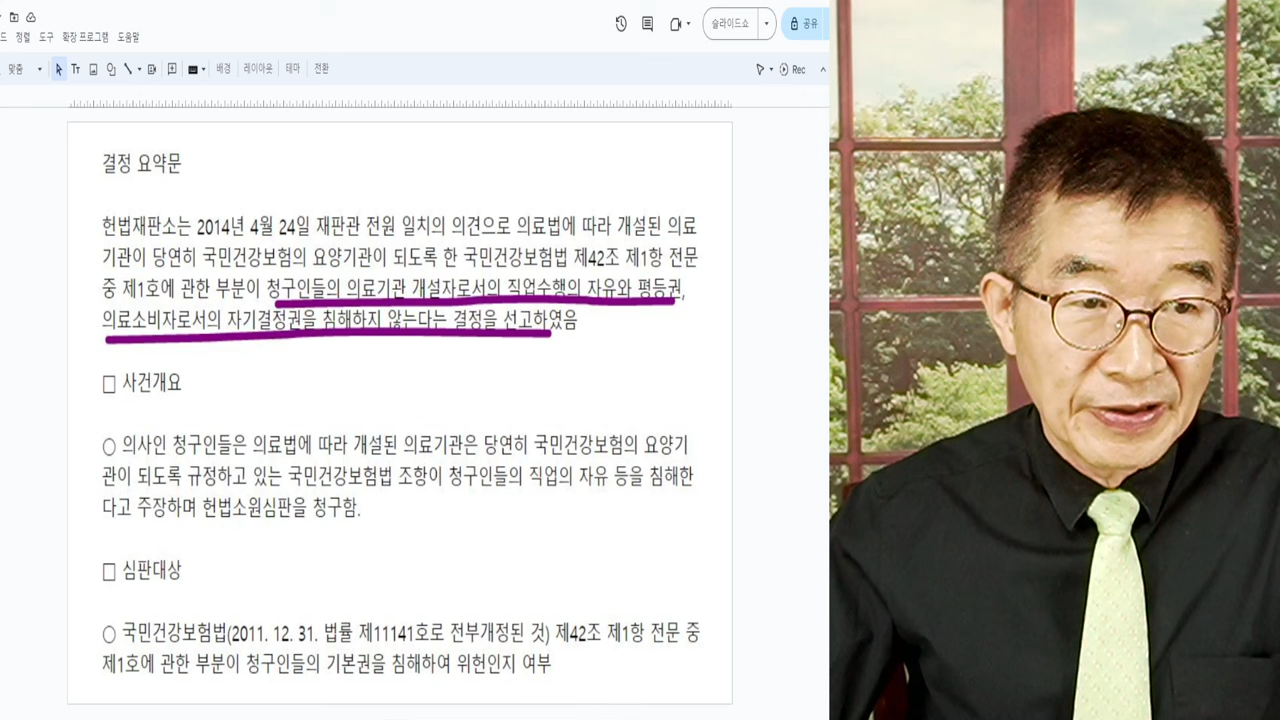 정렬 도구 확장 프로그램 도움말
슬라이드쇼
공유
맞춤
Tт
배경 레이아웃 테마 전환
Rec
결정 요약문
헌법재판소는 2014년 4월 24일 재판관 전원 일치의 의견으로 의료법에 따라 개설된 의료
기관이 당연히 국민건강보험의 요양기관이 되도록 한 국민건강보험법 제42조 제1항 전문
중 제1호에 관한 부분이 청구인들의 의료기관 개설자로서의 직업수행의 자유와 평등권,
의료소비자로서의 자기결정권을 침해하지 않는다는 결정을 선고하였음
□ 사건개요
○ 의사인 청구인들은 의료법에 따라 개설된 의료기관은 당연히 국민건강보험의 요양기
관이 되도록 규정하고 있는 국민건강보험법 조항이 청구인들의 직업의 자유 등을 침해한
다고 주장하며 헌법소원심판을 청구함.
□ 심판대상
○ 국민건강보험법(2011. 12. 31. 법률 제11141호로 전부개정된 것) 제42조 제1항 전문 중
제1호에 관한 부분이 청구인들의 기본권을 침해하여 위헌인지 여부